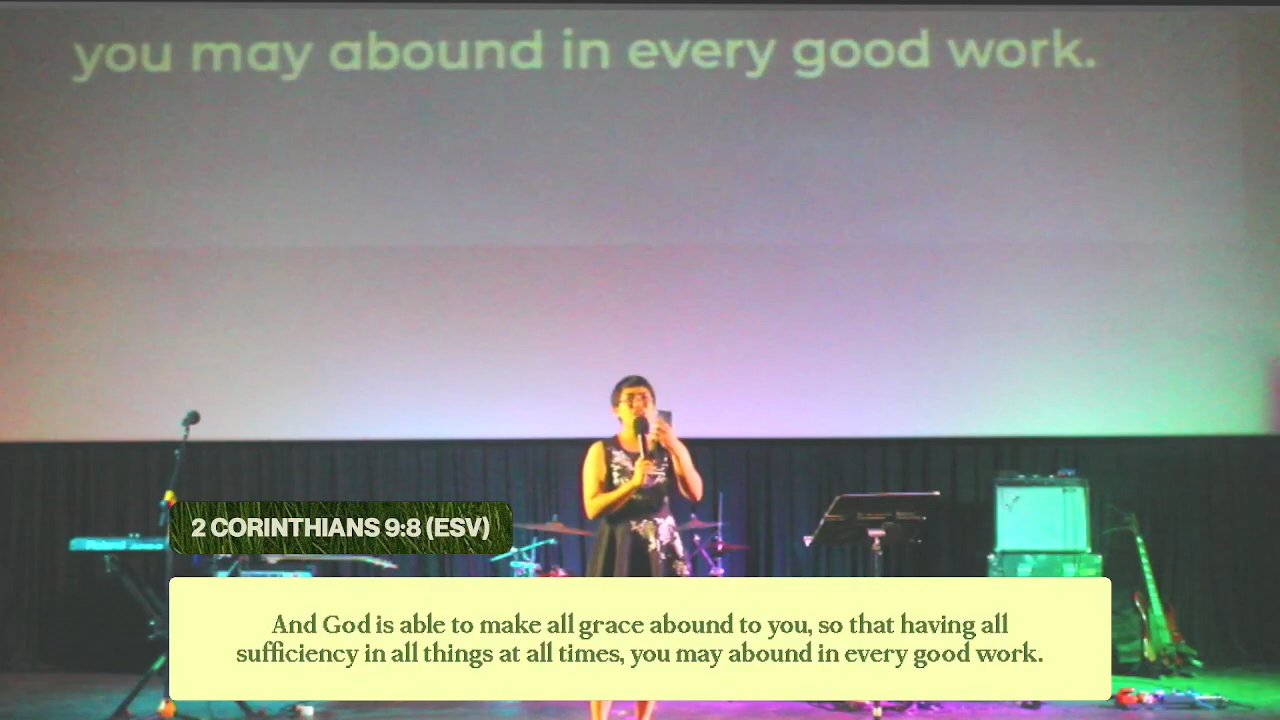 you may abound in every good work.
2 CORINTHIANS 9:8 (ESV)
And God is able to make all grace abound to you, so that having all
sufficiency in all things at all times, you may abound in every good work.
Roland